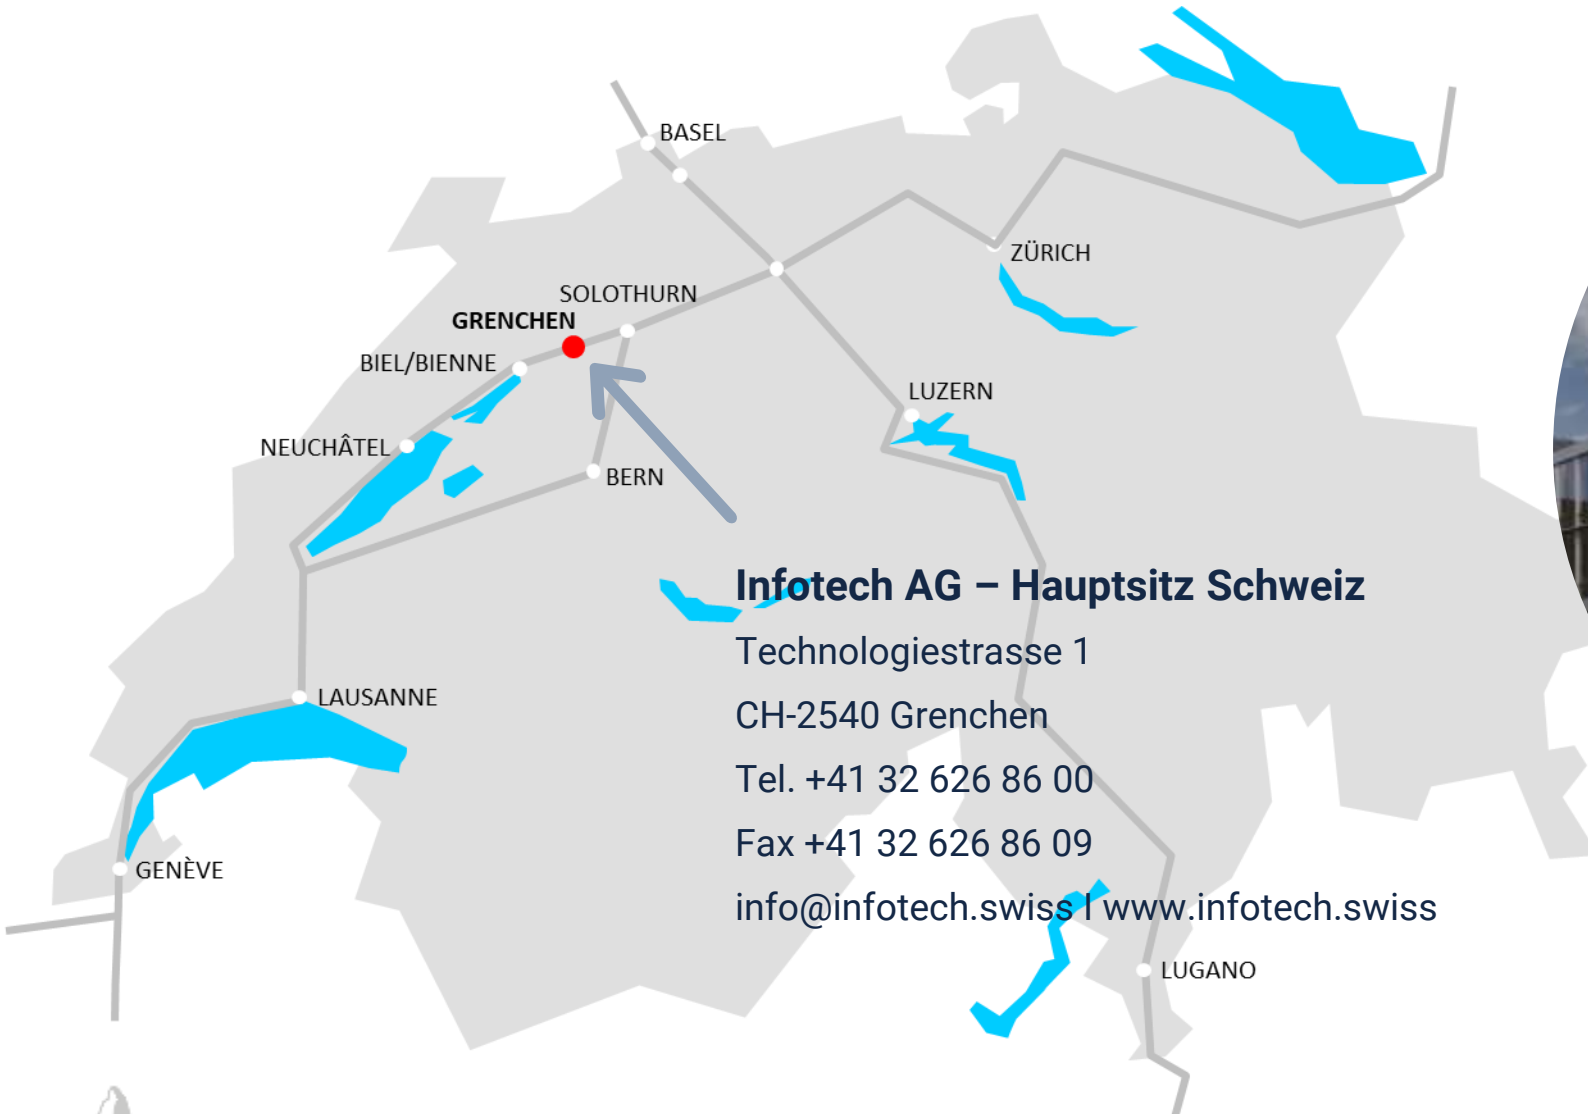 BASEL
ZÜRICH
SOLOTHURN
GRENCHEN
BIEL/BIENNE
LUZERN
NEUCHÂTEL
BERN
Infotech AG – Hauptsitz Schweiz
Technologiestrasse 1
CH-2540 Grenchen
Tel. +41 32 626 86 00
Fax +41 32 626 86 09
info@infotech.swiss I www.infotech.swiss
LAUSANNE
GENÈVE
LUGANO